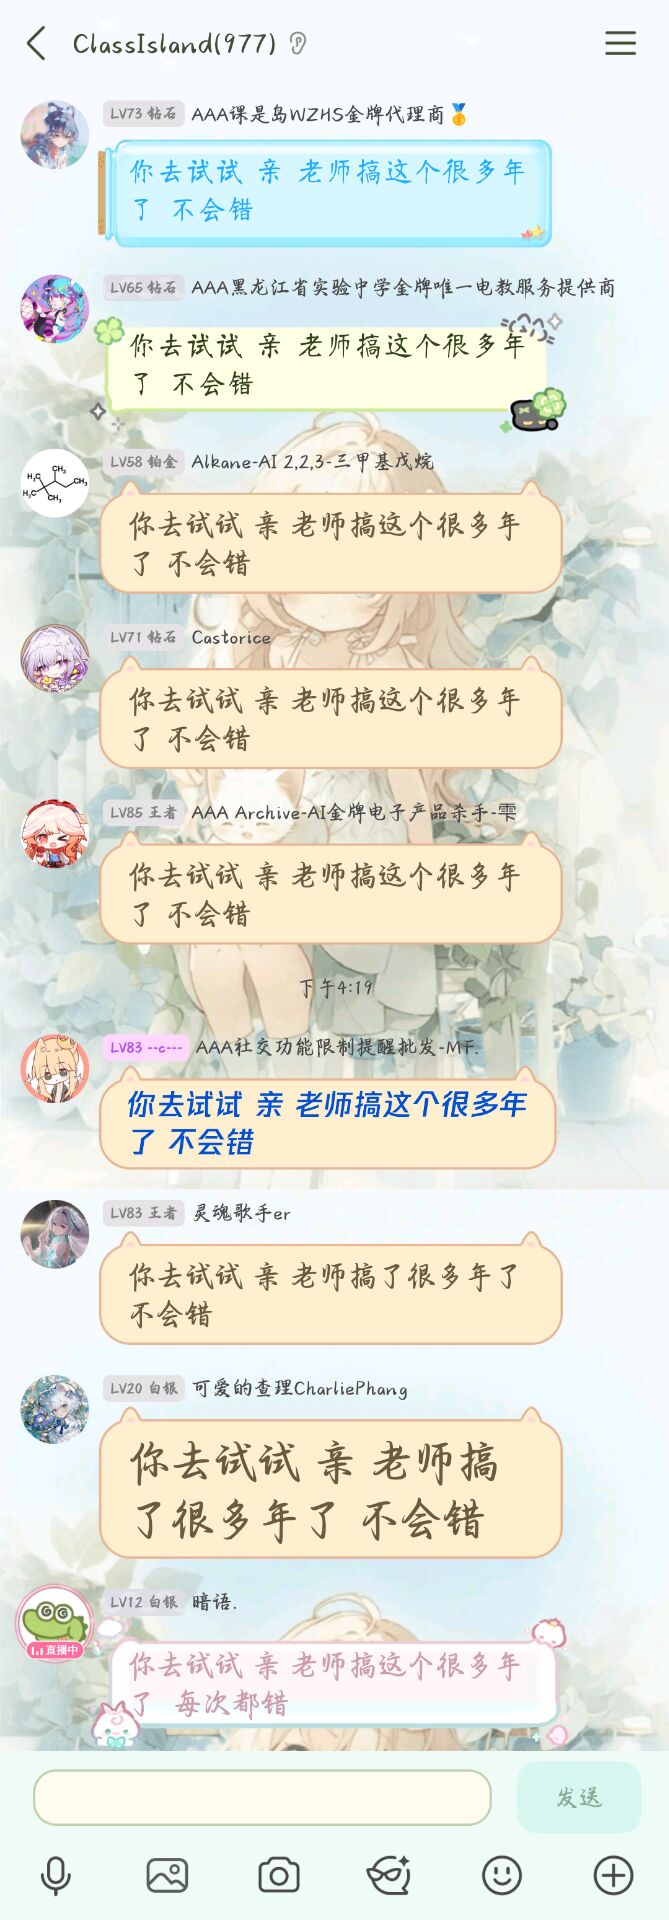 ClassIsland(977)
LV73 钻石 AAA课是岛WZHS金牌代理商🥇
你去试试 亲 老师搞这个很多年
了 不会错
LV65 钻石 AAA黑龙江省实验中学金牌唯一电教服务提供商
你去试试 亲 老师搞这个很多年
了 不会错
LV58 铂金 Alkane-AI 2,2,3-三甲基戊烷
你去试试 亲 老师搞这个很多年
了 不会错
LV71 钻石 Castorice
你去试试 亲 老师搞这个很多年
了 不会错
LV85 王者 AAA Archive-AI金牌电子产品杀手-雫
你去试试 亲 老师搞这个很多年
了 不会错
下午4:19
LV83 --c--- AAA社交功能限制提醒批发-MF.
你去试试 亲 老师搞这个很多年
了 不会错
LV83 王者 灵魂歌手er
你去试试 亲 老师搞了很多年了
不会错
LV20 白银 可爱的查理CharliePhang
你去试试 亲 老师搞
了很多年了 不会错
LV12 白银 暗语.
直播中
你去试试 亲 老师搞这个很多年
了 每次都错
发送